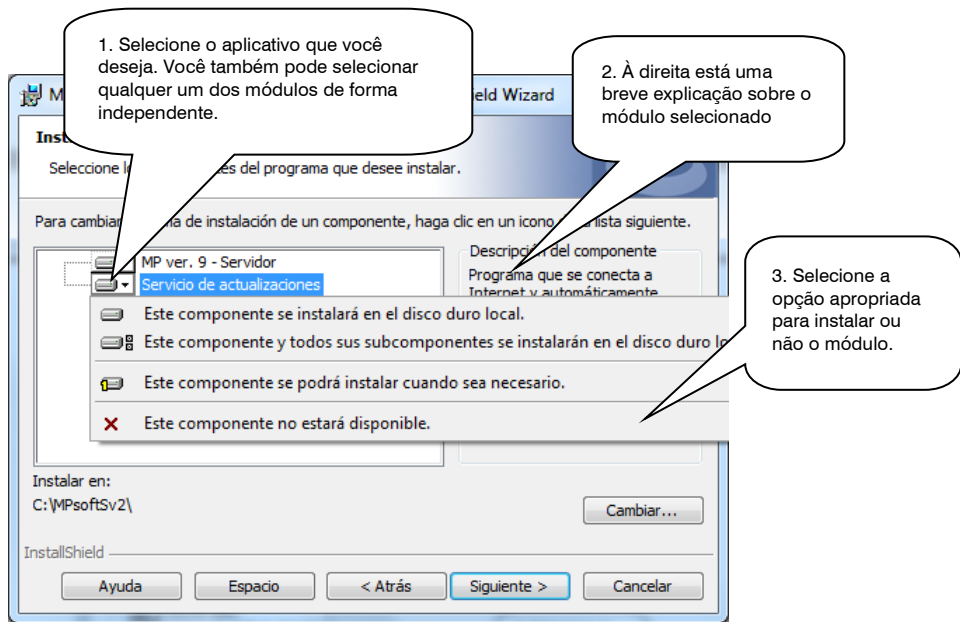 1. Selecione o aplicativo que você
deseja. Você também pode selecionar
qualquer um dos módulos de forma
independente.
2. À direita está uma
breve explicação sobre o
módulo selecionado
M
ield Wizard
Inst
Seleccione l
es del programa que desee instalar.
Para cambiar
de instalación de un componente, haga clic en un icono
lista siguiente.
MP ver. 9 - Servidor
Servicio de actualizaciones
Descripción del componente
Programa que se conecta a
Internet y automáticamente
3. Selecione a
opção apropriada
para instalar ou
não o módulo.
Este componente se instalará en el disco duro local.
Este componente y todos sus subcomponentes se instalarán en el disco duro lo
Este componente se podrá instalar cuando sea necesario.
Este componente no estará disponible.
Instalar en:
C:\MPsoftSv2\
Cambiar...
InstallShield
Ayuda
Espacio
< Atrás
Siguiente >
Cancelar